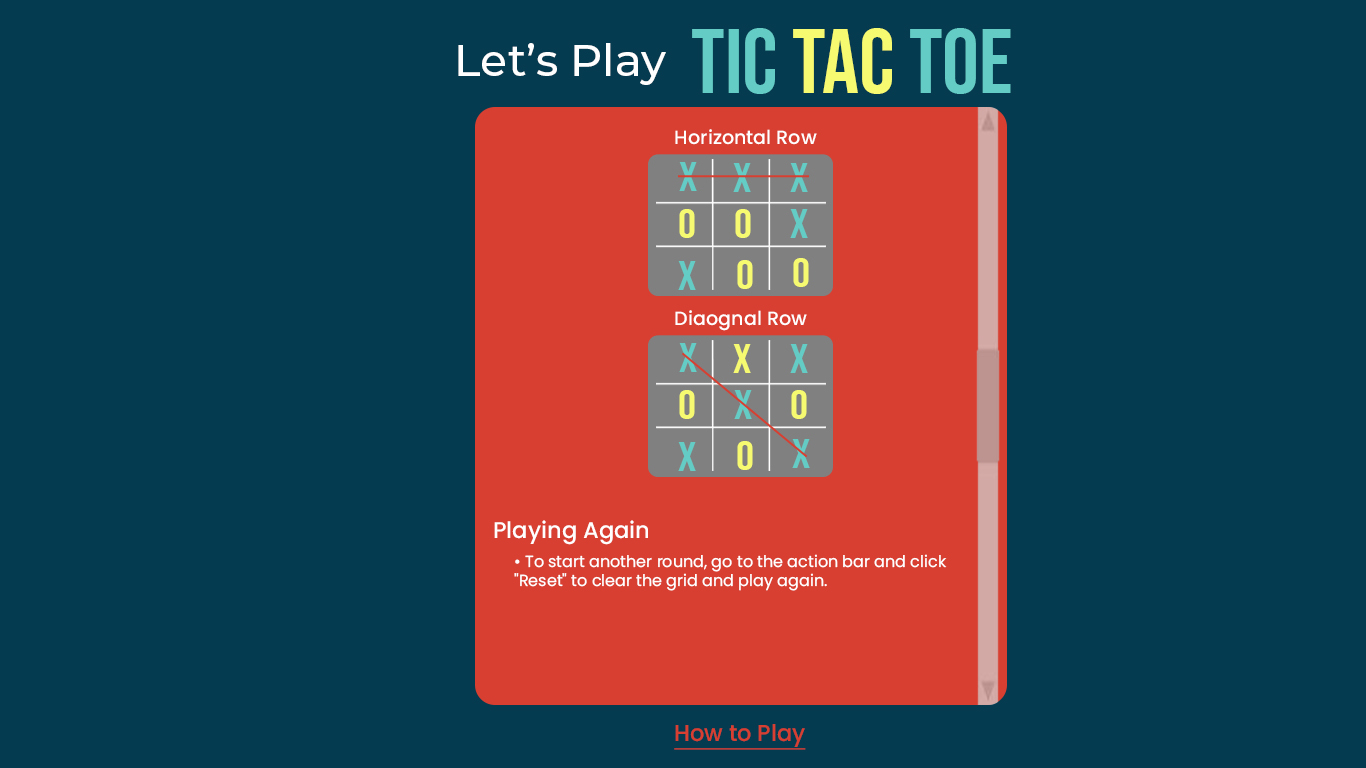 Let's Play TIC TAC TOE
Horizontal Row
X X X
O O X
X O O
Diaognal Row
X X X
O X O
X O X
Playing Again
• To start another round, go to the action bar and click
"Reset" to clear the grid and play again.
How to Play